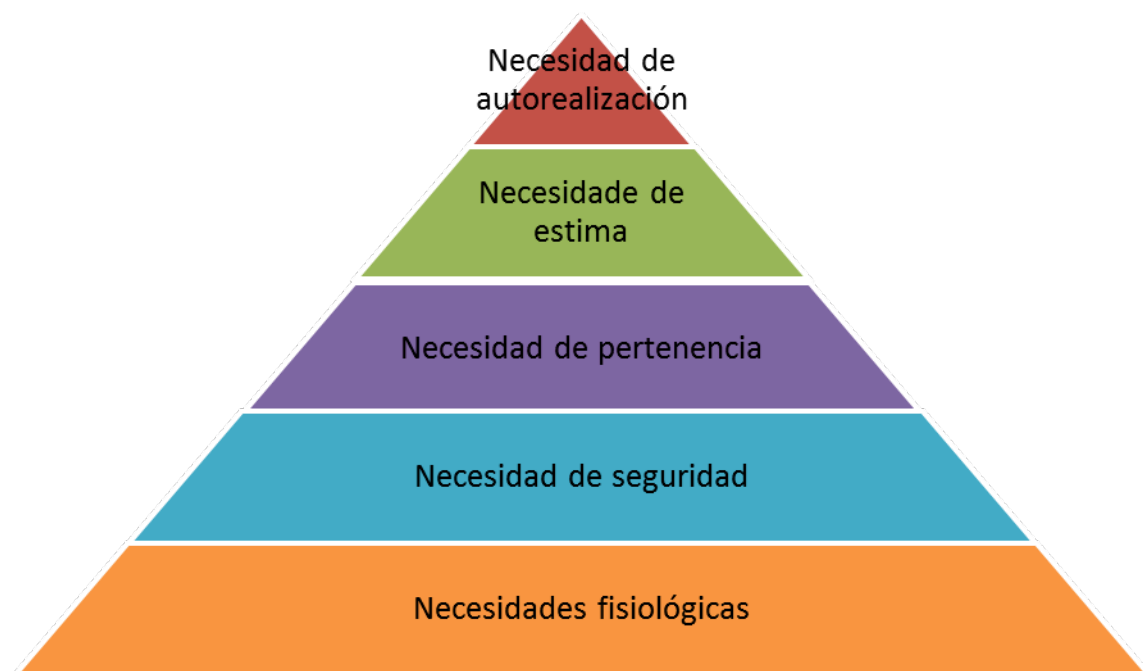 Necesidad de
autorealización
Necesidade de
estima
Necesidad de pertenencia
Necesidad de seguridad
Necesidades fisiológicas